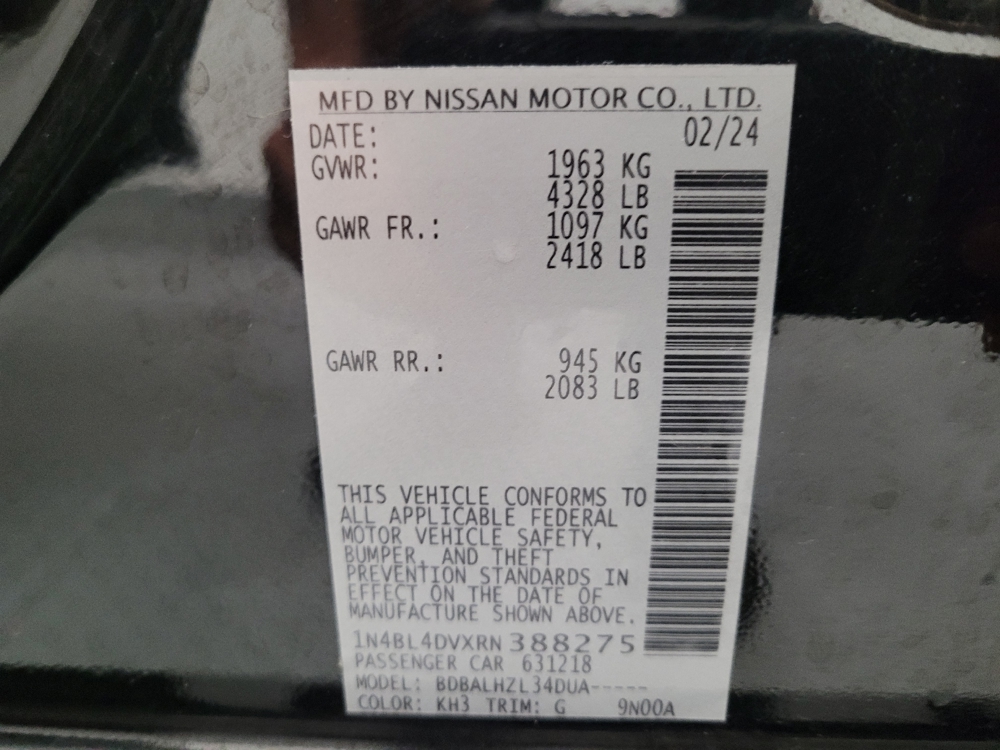 MFD BY NISSAN MOTOR CO., LTD.
DATE: 02/24
GVWR: 1963 KG
4328 LB
GAWR FR.: 1097 KG
2418 LB
GAWR RR.: 945 KG
2083 LB
THIS VEHICLE CONFORMS TO
ALL APPLICABLE FEDERAL
MOTOR VEHICLE SAFETY,
BUMPER, AND THEFT
PREVENTION STANDARDS IN
EFFECT ON THE DATE OF
MANUFACTURE SHOWN ABOVE.
1N4BL4DVXRN388275
PASSENGER CAR 631218
MODEL: BDBALHZL34DUA-----
COLOR: KH3 TRIM: G 9N00A